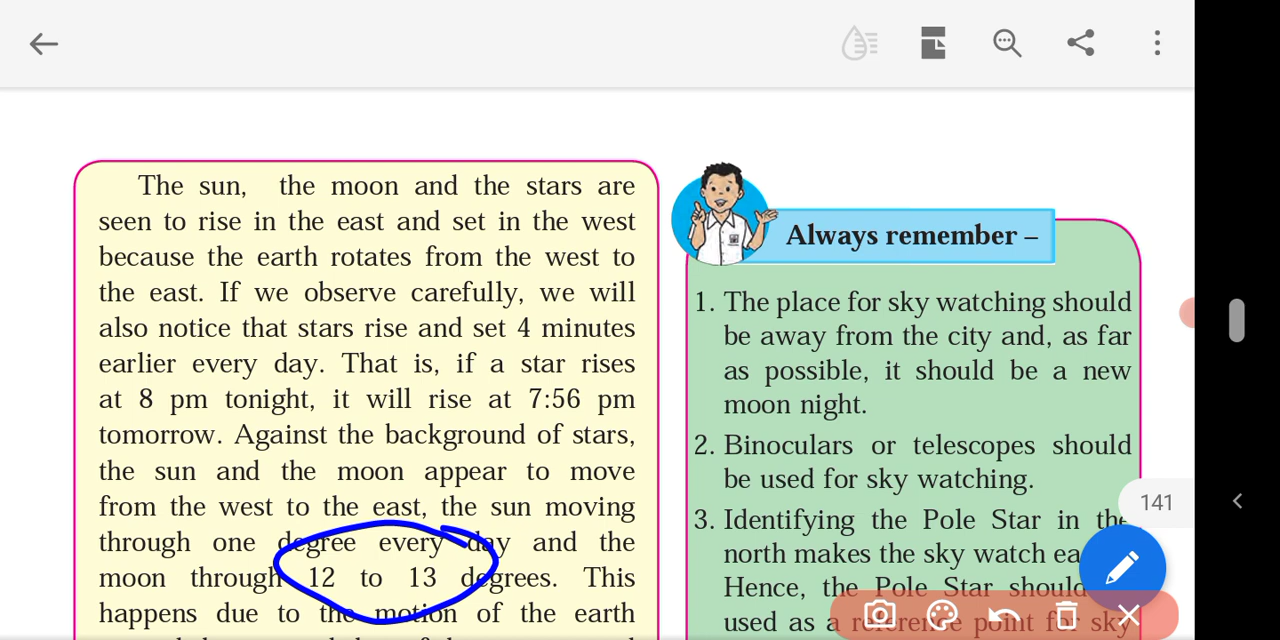 The sun, the moon and the stars are
seen to rise in the east and set in the west
because the earth rotates from the west to
the east. If we observe carefully, we will
also notice that stars rise and set 4 minutes
earlier every day. That is, if a star rises
at 8 pm tonight, it will rise at 7:56 pm
tomorrow. Against the background of stars,
the sun and the moon appear to move
from the west to the east, the sun moving
through one degree every day and the
moon through 12 to 13 degrees. This
happens due to the motion of the earth
Always remember –
1. The place for sky watching should
be away from the city and, as far
as possible, it should be a new
moon night.
2. Binoculars or telescopes should
be used for sky watching.
3. Identifying the Pole Star in the
north makes the sky watch
Hence, the Pole Star should
used as a reference point for sky
141